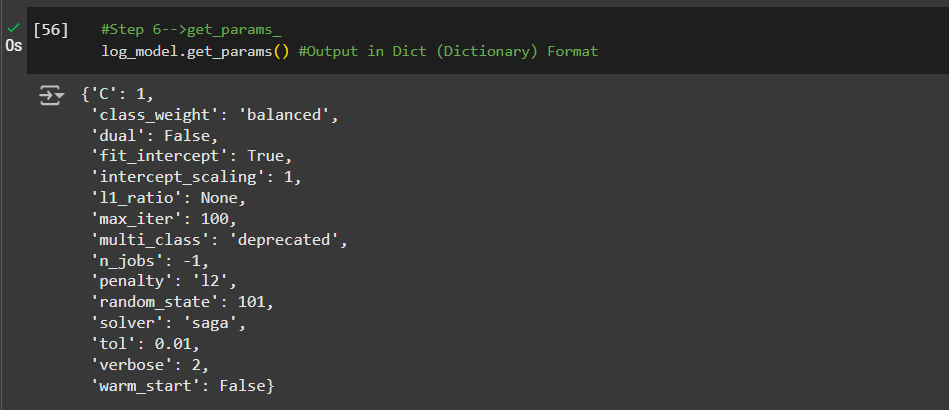 [56] #Step 6-->get_params_
0s log_model.get_params() #Output in Dict (Dictionary) Format
{'C': 1,
'class_weight': 'balanced',
'dual': False,
'fit_intercept': True,
'intercept_scaling': 1,
'l1_ratio': None,
'max_iter': 100,
'multi_class': 'deprecated',
'n_jobs': -1,
'penalty': 'l2',
'random_state': 101,
'solver': 'saga',
'tol': 0.01,
'verbose': 2,
'warm_start': False}